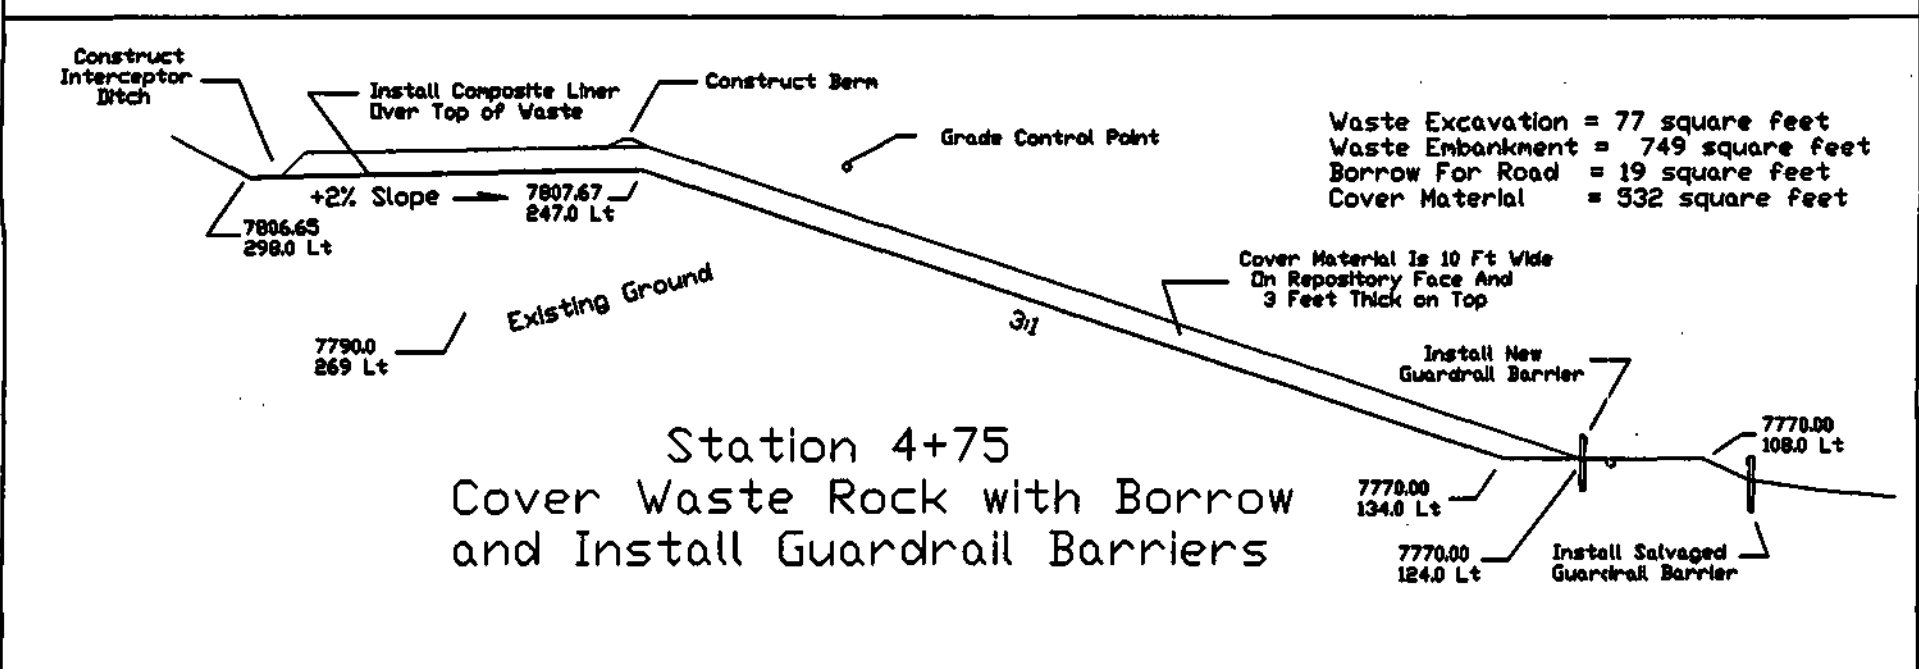 Construct
Interceptor
Ditch
Install Composite Liner
Over Top of Waste
Construct Berm
Grade Control Point
Waste Excavation = 77 square feet
Waste Embankment = 749 square feet
Borrow For Road = 19 square feet
Cover Material = 532 square feet
+2% Slope
7807.67
247.0 Lt
7806.65
298.0 Lt
Existing Ground
7790.0
269 Lt
Cover Material Is 10 Ft Wide
On Repository Face And
3 Feet Thick on Top
3:1
Install New
Guardrail Barrier
7770.00
108.0 Lt
Station 4+75
Cover Waste Rock with Borrow
and Install Guardrail Barriers
7770.00
134.0 Lt
7770.00
124.0 Lt
Install Salvaged
Guardrail Barrier